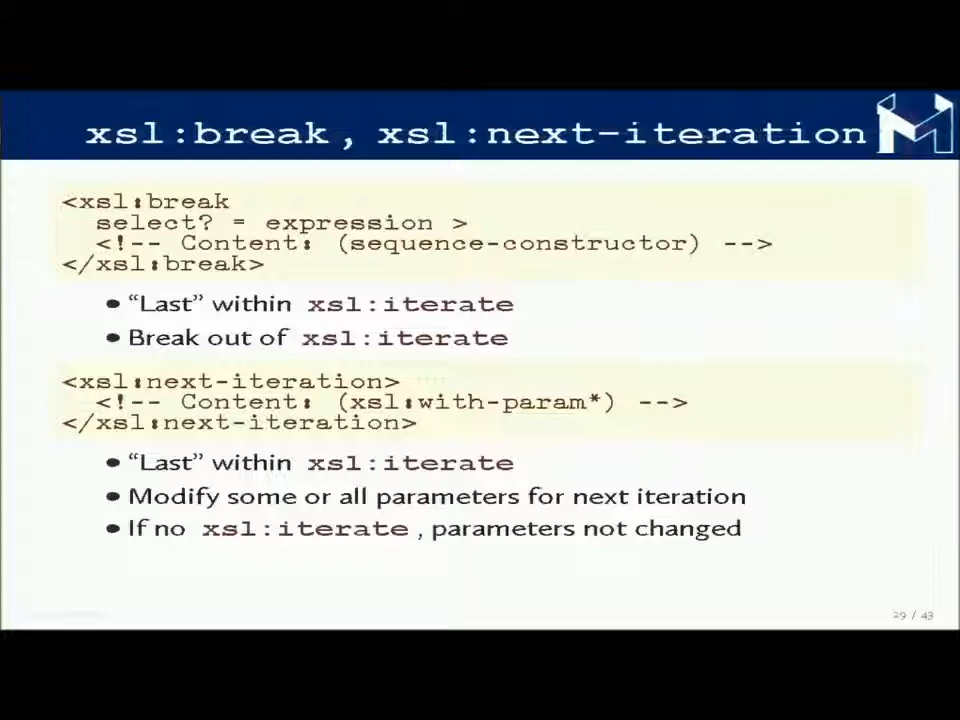 xsl:break, xsl:next-iteration
<xsl:break
select? = expression >
<!-- Content: (sequence-constructor) -->
</xsl:break>
• “Last” within xsl:iterate
• Break out of xsl:iterate
<xsl:next-iteration>
<!-- Content: (xsl:with-param*) -->
</xsl:next-iteration>
• “Last” within xsl:iterate
• Modify some or all parameters for next iteration
• If no xsl:iterate, parameters not changed
29 / 43